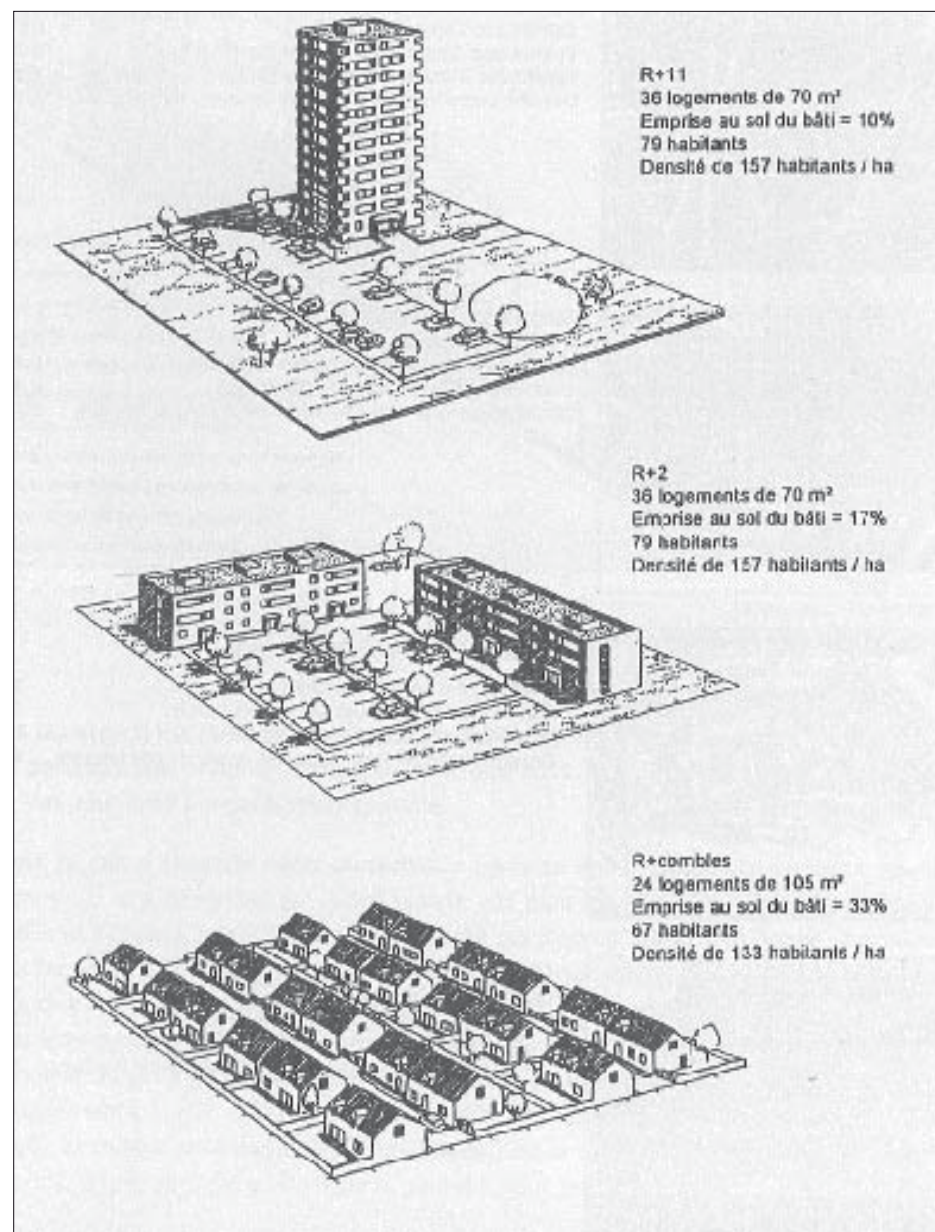 R+11
36 logements de 70 m²
Emprise au sol du bâti = 10%
79 habitants
Densité de 157 habitants / ha
R+2
36 logements de 70 m²
Emprise au sol du bâti = 17%
79 habitants
Densité de 157 habitants / ha
R+combles
24 logements de 105 m²
Emprise au sol du bâti = 33%
67 habitants
Densité de 133 habitants / ha